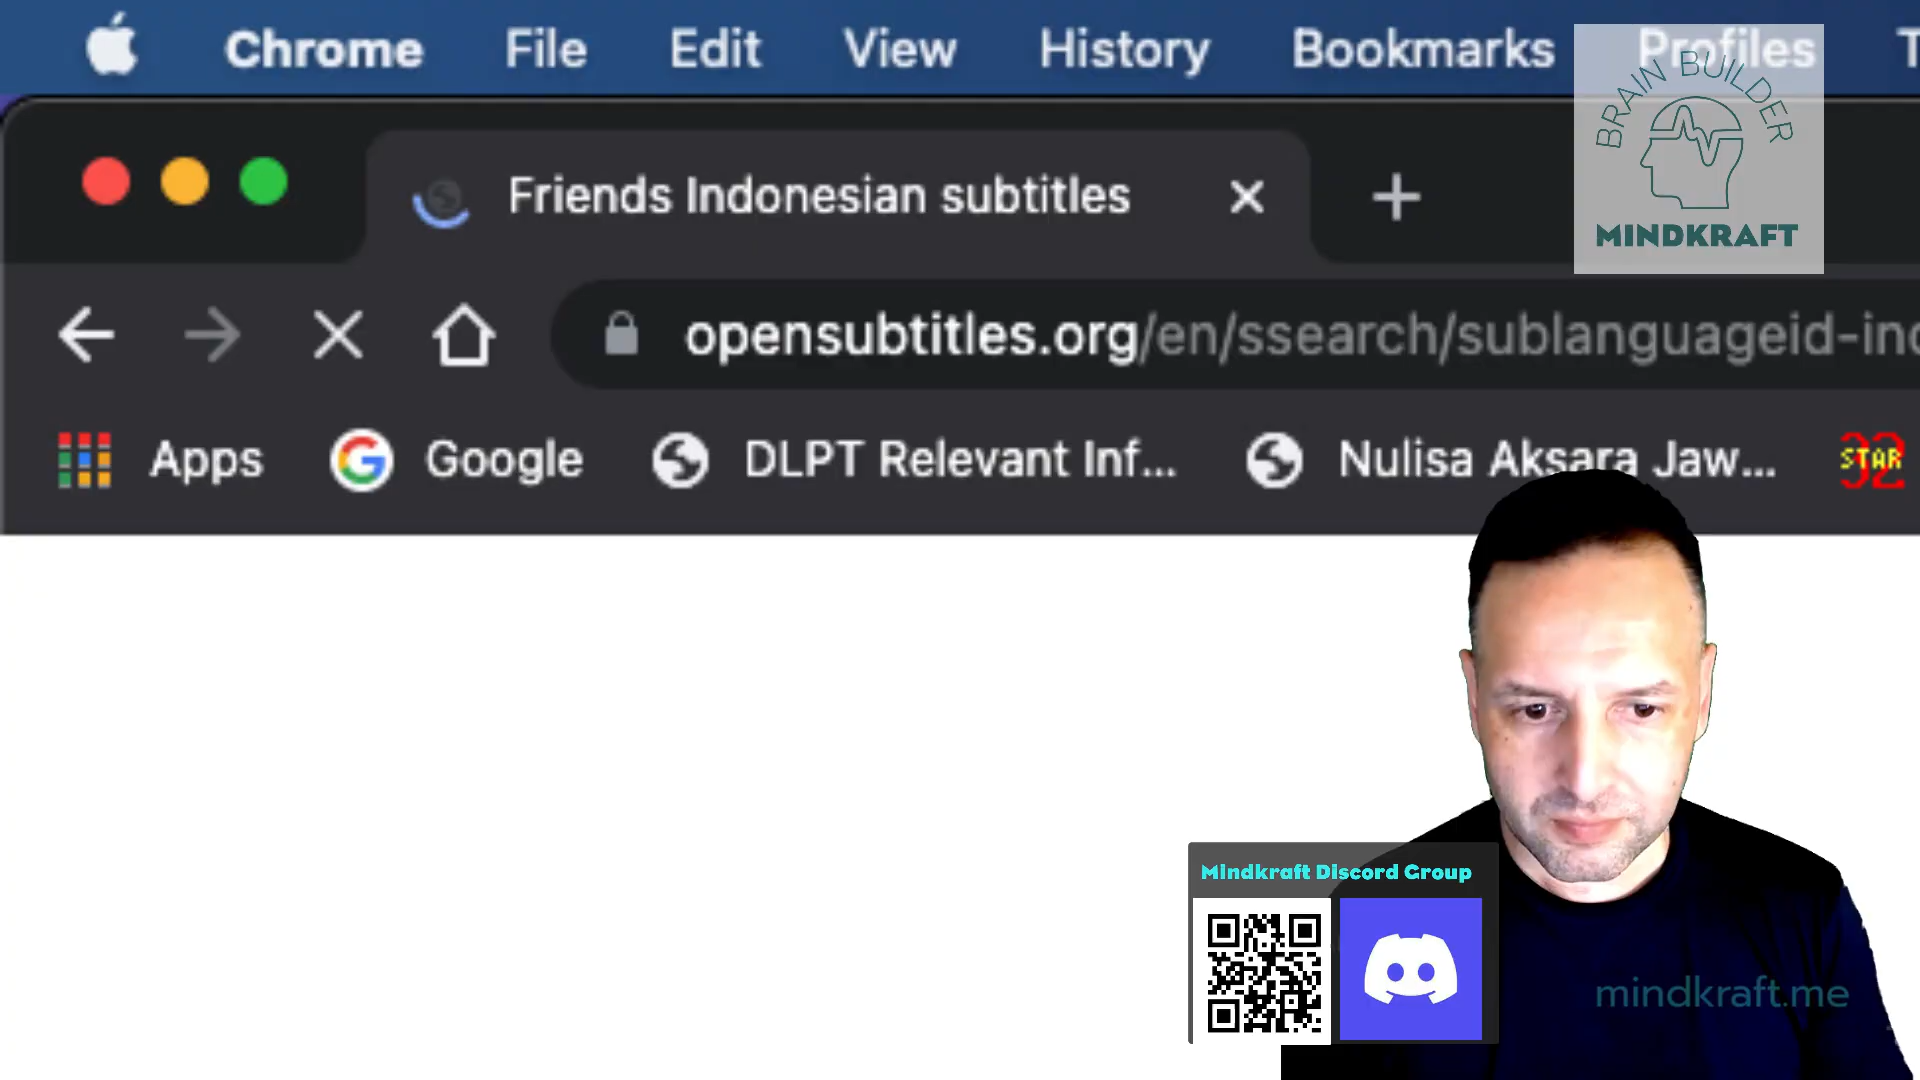 Chrome File Edit View History Bookmarks Profiles T
BRAIN BUILDER
MINDKRAFT
Friends Indonesian subtitles
opensubtitles.org/en/ssearch/sublanguageid-ind
Apps Google DLPT Relevant Inf... Nulisa Aksara Jaw... STAR 32
Mindkraft Discord Group
mindkraft.me